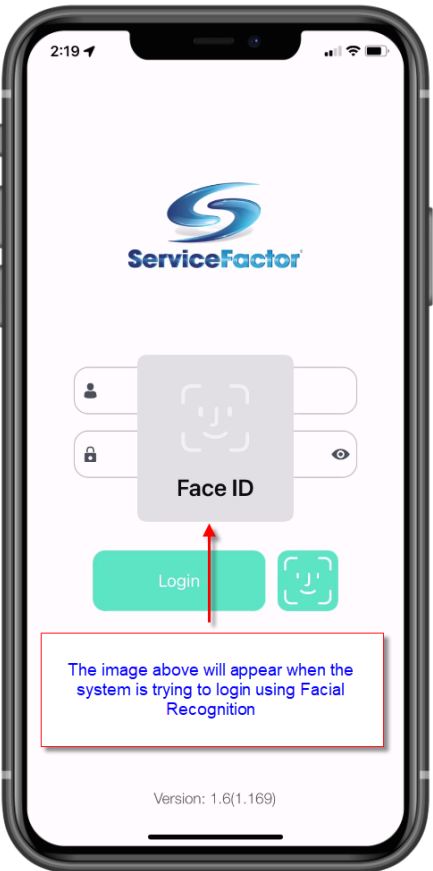 2:19
ServiceFactor
Face ID
Login
The image above will appear when the
system is trying to login using Facial
Recognition
Version: 1.6(1.169)